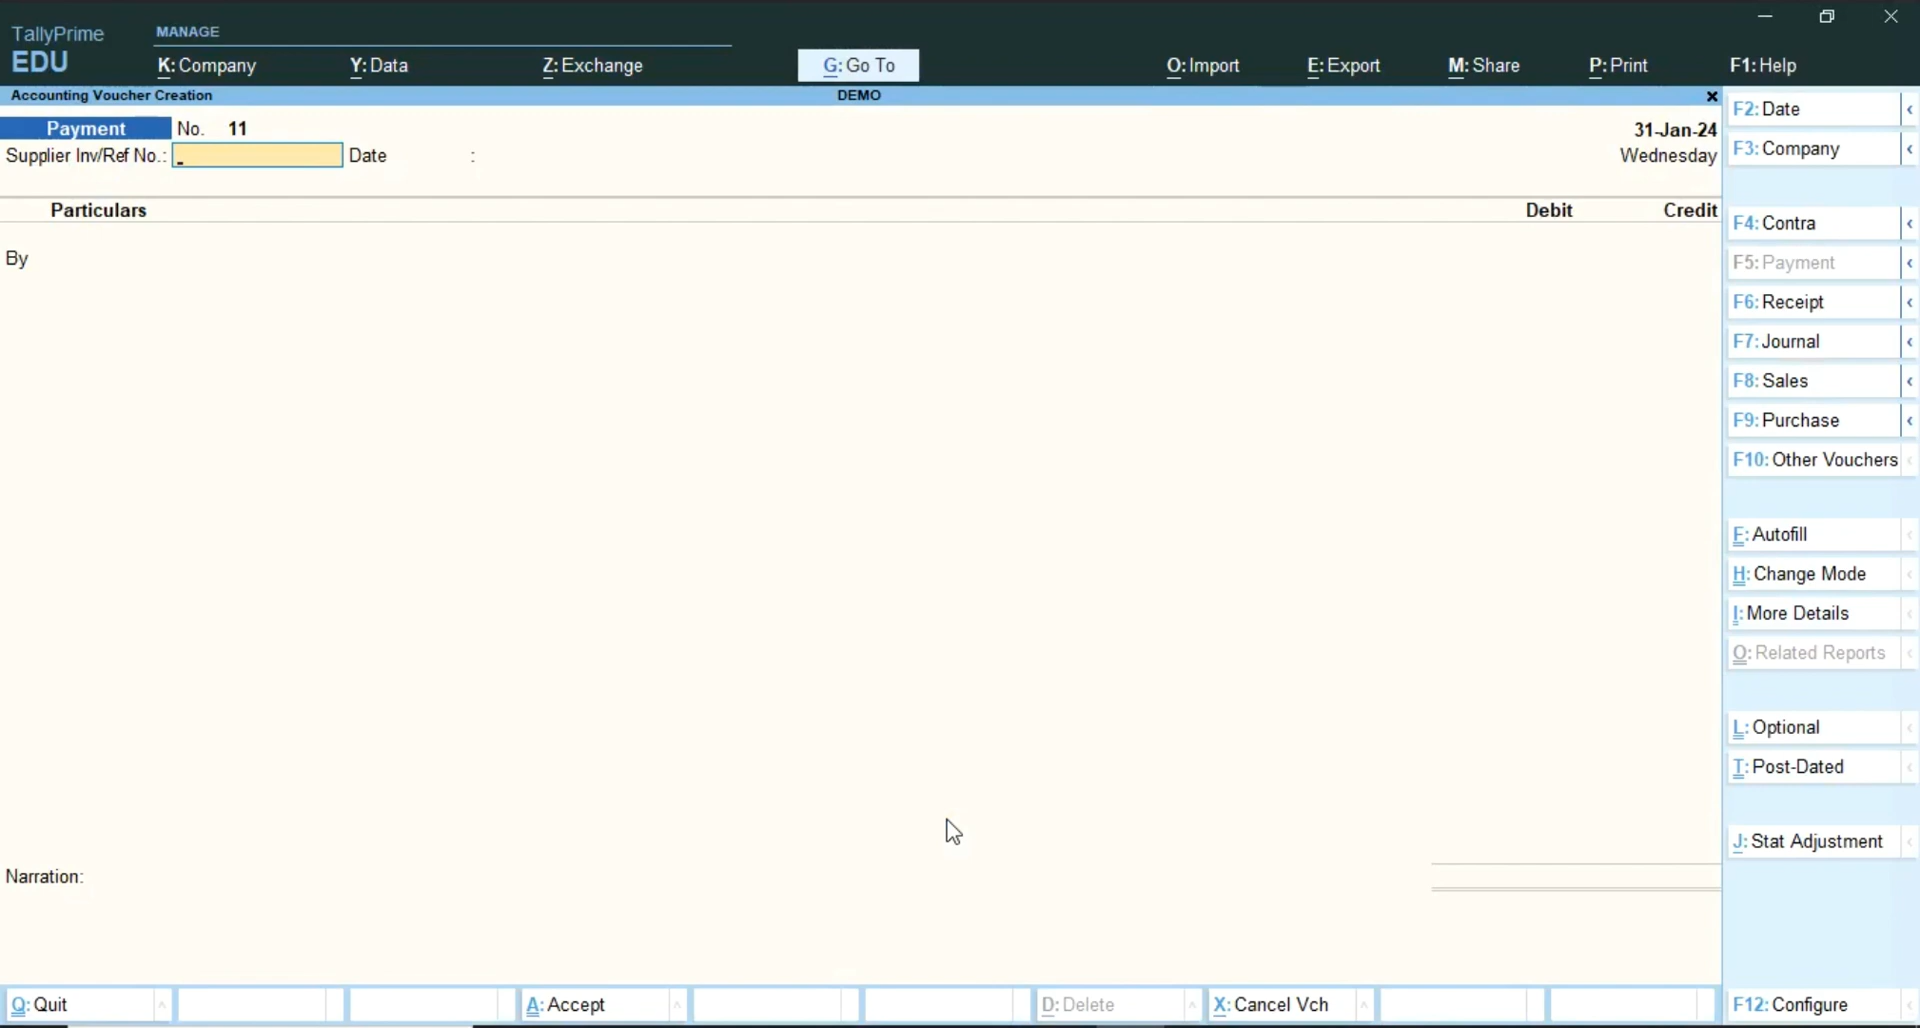 TallyPrime
EDU
MANAGE
K: Company
Y: Data
Z: Exchange
G: Go To
O: Import
E: Export
M: Share
P: Print
F1: Help
Accounting Voucher Creation
DEMO
Payment
No. 11
31-Jan-24
Supplier Inv/Ref No.:
Date :
Wednesday
Particulars
Debit
Credit
By
Narration:
F2: Date
F3: Company
F4: Contra
F5: Payment
F6: Receipt
F7: Journal
F8: Sales
F9: Purchase
F10: Other Vouchers
F: Autofill
H: Change Mode
I: More Details
O: Related Reports
L: Optional
T: Post-Dated
J: Stat Adjustment
Q: Quit
A: Accept
D: Delete
X: Cancel Vch
F12: Configure